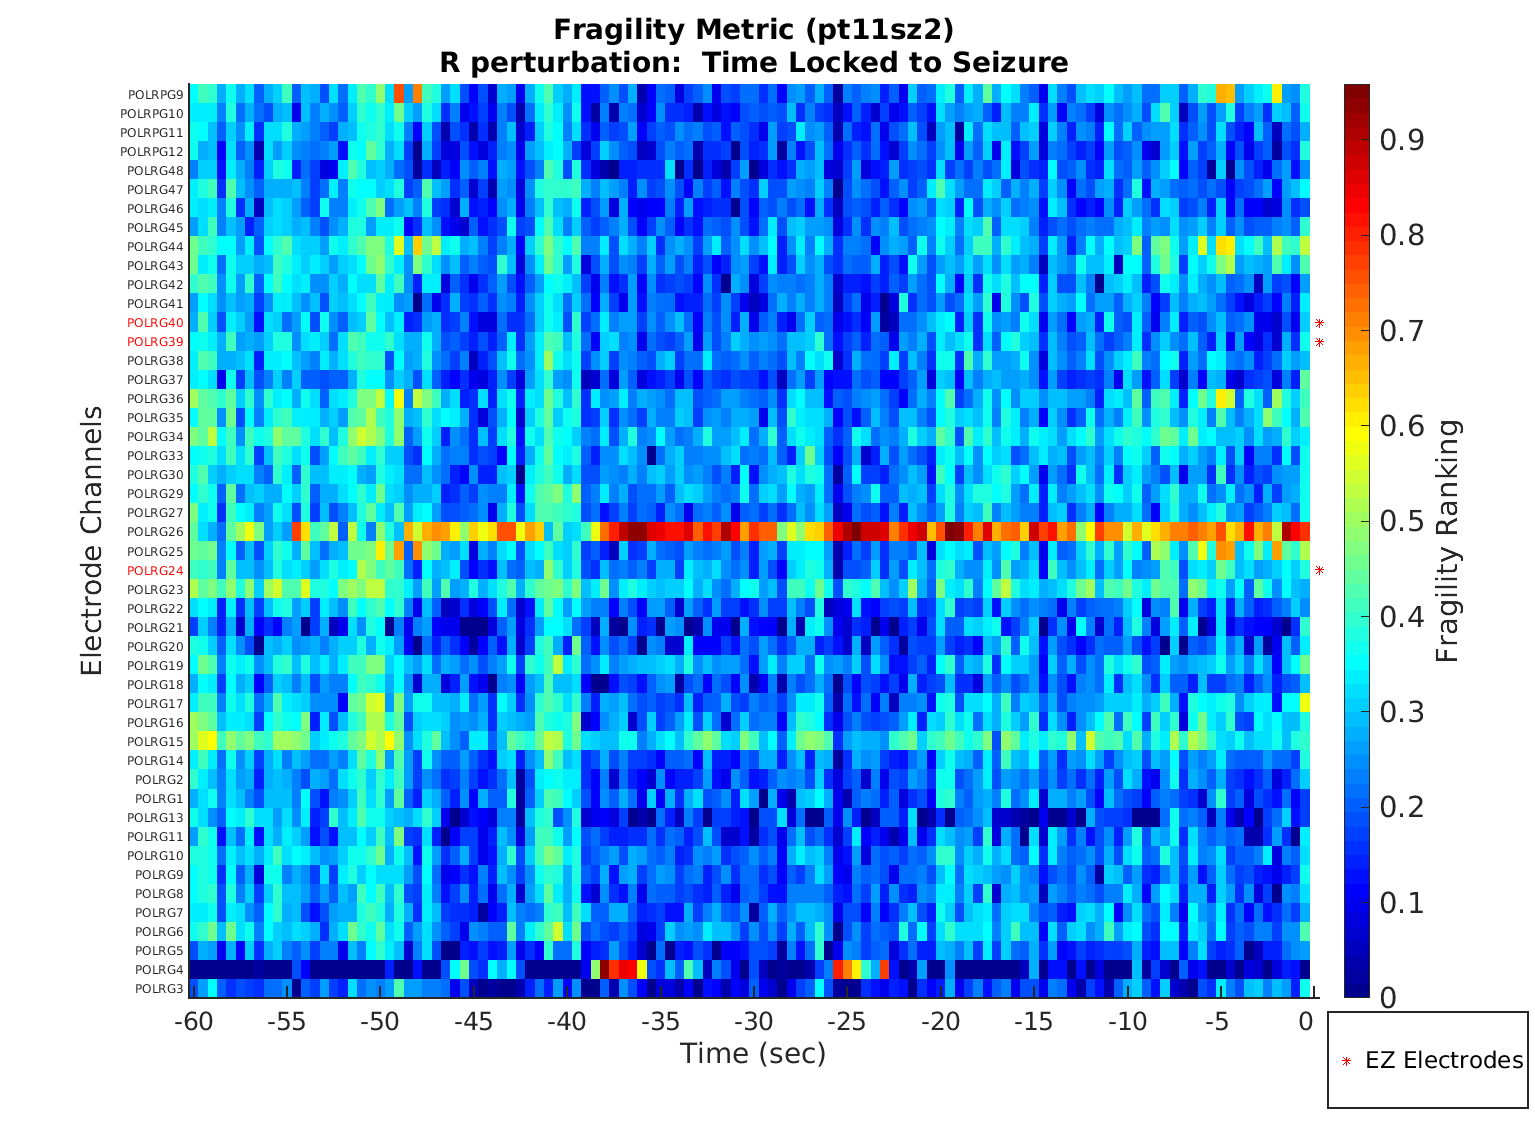 Fragility Metric (pt11sz2)
R perturbation:  Time Locked to Seizure
Electrode Channels
POLRPG9
POLRPG10
POLRPG11
POLRPG12
POLRG48
POLRG47
POLRG46
POLRG45
POLRG44
POLRG43
POLRG42
POLRG41
POLRG40
POLRG39
POLRG38
POLRG37
POLRG36
POLRG35
POLRG34
POLRG33
POLRG30
POLRG29
POLRG27
POLRG26
POLRG25
POLRG24
POLRG23
POLRG22
POLRG21
POLRG20
POLRG19
POLRG18
POLRG17
POLRG16
POLRG15
POLRG14
POLRG2
POLRG1
POLRG13
POLRG11
POLRG10
POLRG9
POLRG8
POLRG7
POLRG6
POLRG5
POLRG4
POLRG3
-60 -55 -50 -45 -40 -35 -30 -25 -20 -15 -10 -5 0
Time (sec)
0.9
0.8
0.7
0.6
0.5
0.4
0.3
0.2
0.1
0
Fragility Ranking
EZ Electrodes